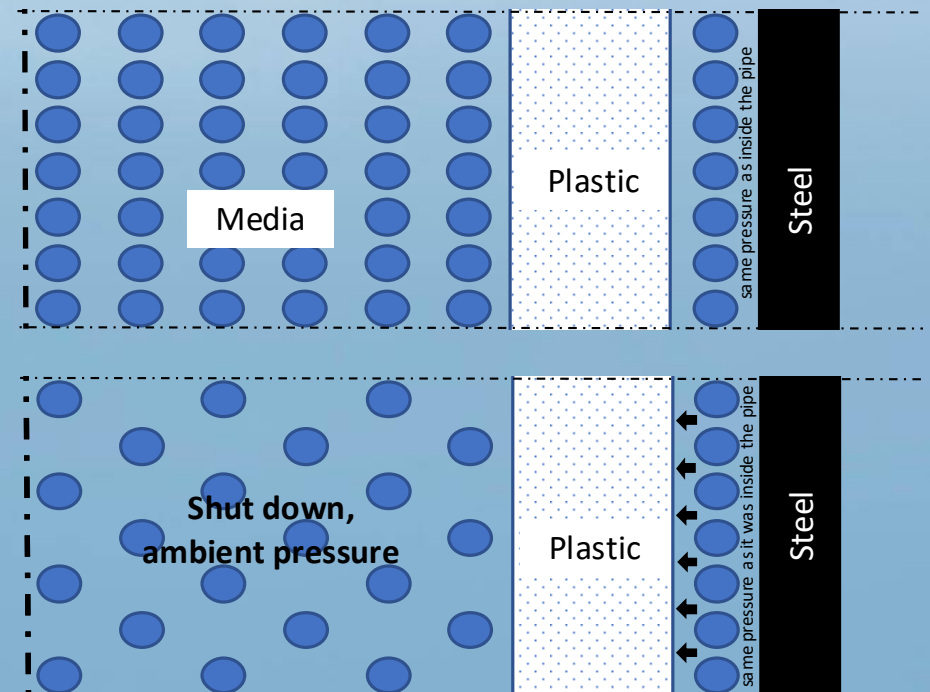 Media
Plastic
same pressure as inside the pipe
Steel
Shut down,
ambient pressure
Plastic
same pressure as it was inside the pipe
Steel